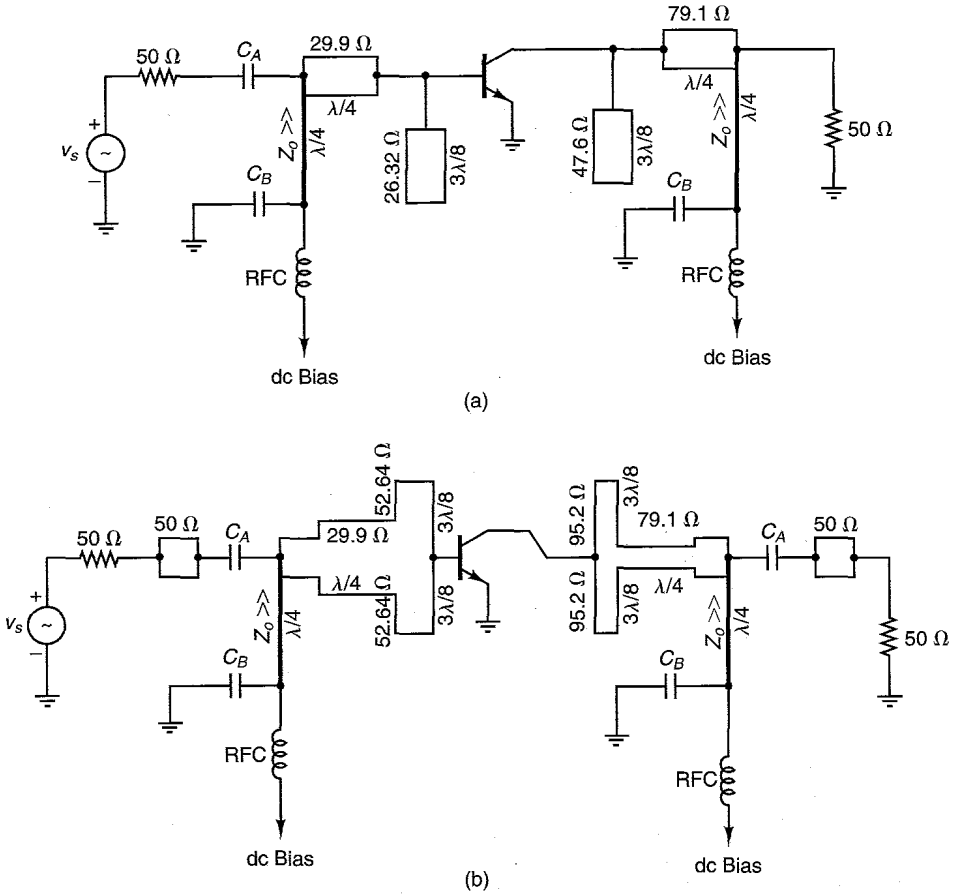 50 Ω
C_A
29.9 Ω
λ/4
Z_o >>
λ/4
26.32 Ω
3λ/8
+
v_s
~
−
C_B
RFC
dc Bias
79.1 Ω
λ/4
Z_o >>
λ/4
47.6 Ω
3λ/8
50 Ω
C_B
RFC
dc Bias
(a)
50 Ω
50 Ω
C_A
52.64 Ω
3λ/8
29.9 Ω
λ/4
52.64 Ω
3λ/8
Z_o >>
λ/4
+
v_s
~
−
C_B
RFC
dc Bias
95.2 Ω
3λ/8
79.1 Ω
95.2 Ω
3λ/8
λ/4
C_A
50 Ω
Z_o >>
λ/4
50 Ω
C_B
RFC
dc Bias
(b)